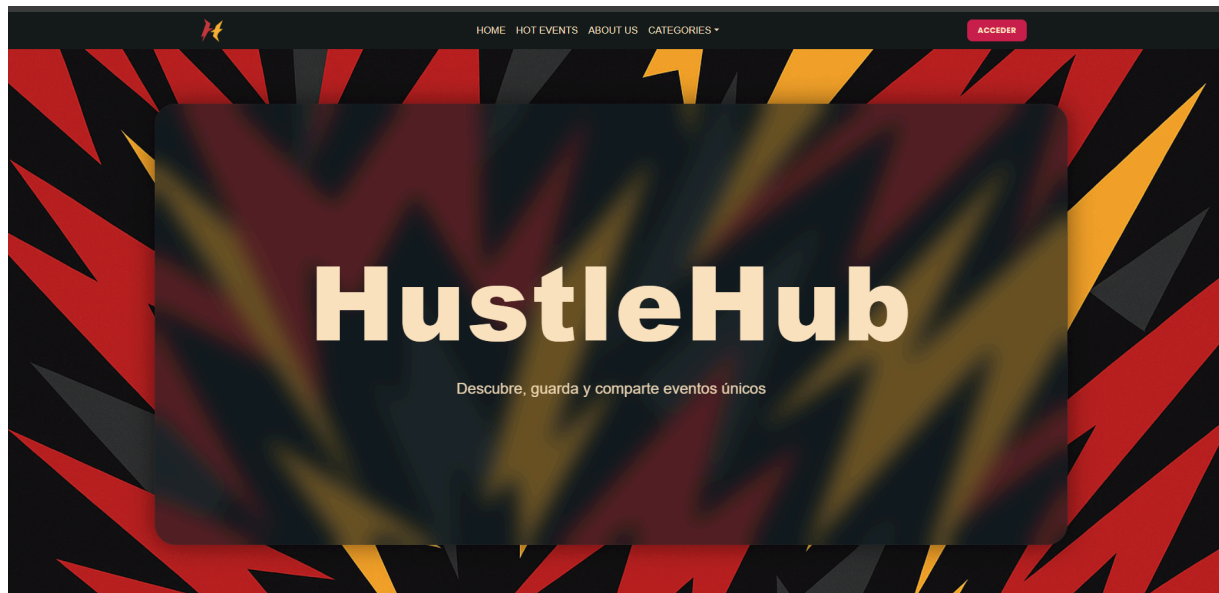 HOME HOT EVENTS ABOUT US CATEGORIES ACCEDER
HustleHub
Descubre, guarda y comparte eventos únicos